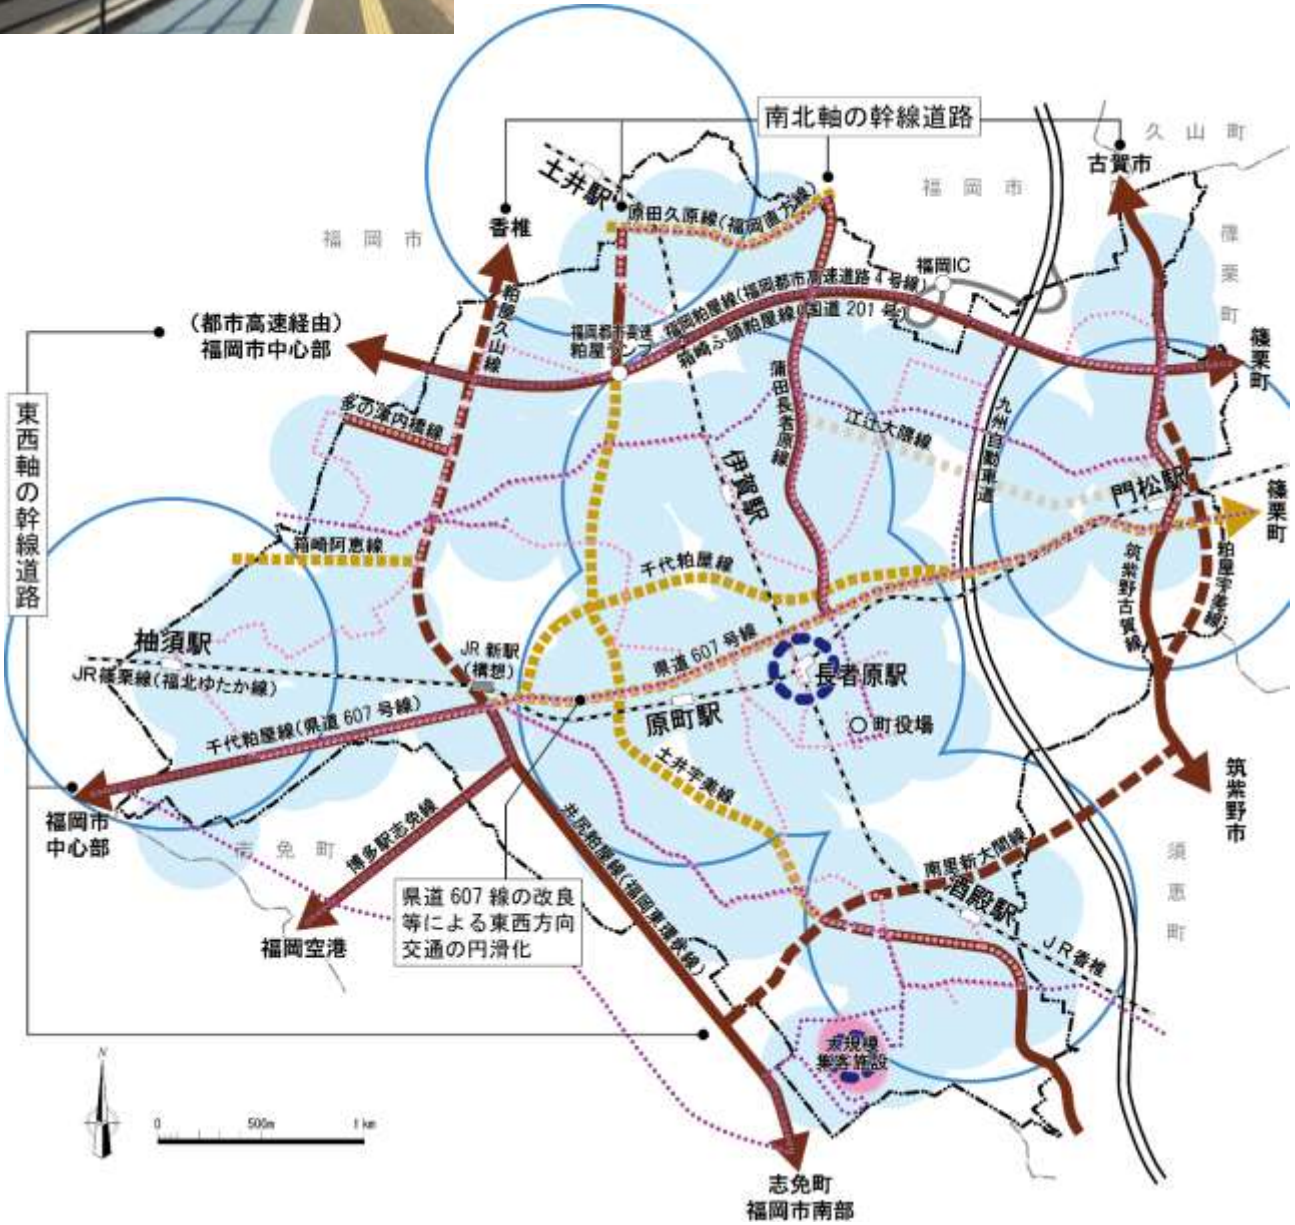 南北軸の幹線道路
久山町
古賀市
福岡市
土井駅
原田久原線(福岡直方線)
香椎
福岡市
篠栗町
福岡IC
粕屋久山線
福岡粕屋線(福岡都市高速道路4号線)
(都市高速経由)
福岡市中心部
福岡都市高速
粕屋ランプ
箱崎ふ頭粕屋線(国道201号)
篠栗町
蒲田長者原線
東西軸の幹線道路
多の津内橋線
江辻大隈線
九州自動車道
伊賀駅
門松駅
篠栗町
箱崎阿恵線
千代粕屋線
筑紫野古賀線
粕屋宇美線
柚須駅
JR新駅
(構想)
県道607号線
長者原駅
JR篠栗線(福北ゆたか線)
原町駅
町役場
千代粕屋線(県道607号線)
土井宇美線
筑紫野市
福岡市
中心部
志免町
博多駅志免線
井尻粕屋線(福岡東環状線)
南里新大間線
須恵町
県道607線の改良
等による東西方向
交通の円滑化
酒殿駅
福岡空港
JR香椎
大規模
集客施設
N
0
500m
1km
志免町
福岡市南部